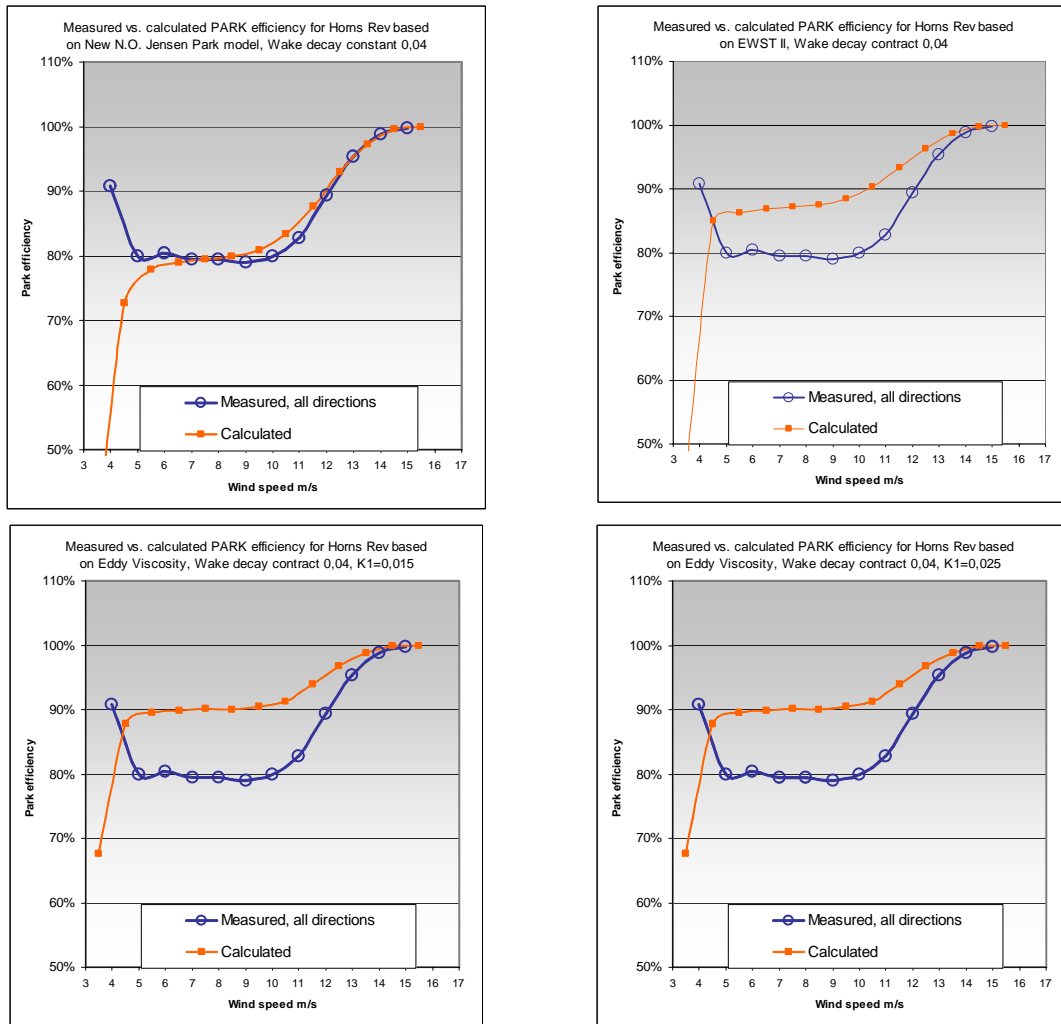 Measured vs. calculated PARK efficiency for Horns Rev based
on New N.O. Jensen Park model, Wake decay constant 0,04
110%
100%
90%
80%
70%
60%
50%
Park efficiency
Measured, all directions
Calculated
3 4 5 6 7 8 9 10 11 12 13 14 15 16 17
Wind speed m/s
Measured vs. calculated PARK efficiency for Horns Rev based
on EWST II, Wake decay contract 0,04
110%
100%
90%
80%
70%
60%
50%
Park efficiency
Measured, all directions
Calculated
3 4 5 6 7 8 9 10 11 12 13 14 15 16 17
Wind speed m/s
Measured vs. calculated PARK efficiency for Horns Rev based
on Eddy Viscosity, Wake decay contract 0,04, K1=0,015
110%
100%
90%
80%
70%
60%
50%
Park efficiency
Measured, all directions
Calculated
3 4 5 6 7 8 9 10 11 12 13 14 15 16 17
Wind speed m/s
Measured vs. calculated PARK efficiency for Horns Rev based
on Eddy Viscosity, Wake decay contract 0,04, K1=0,025
110%
100%
90%
80%
70%
60%
50%
Park efficiency
Measured, all directions
Calculated
3 4 5 6 7 8 9 10 11 12 13 14 15 16 17
Wind speed m/s